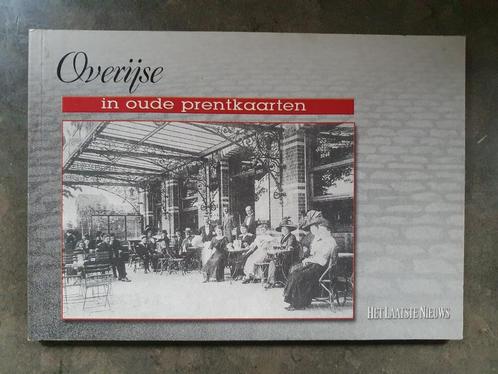 Overijse
in oude prentkaarten
Het Laatste Nieuws